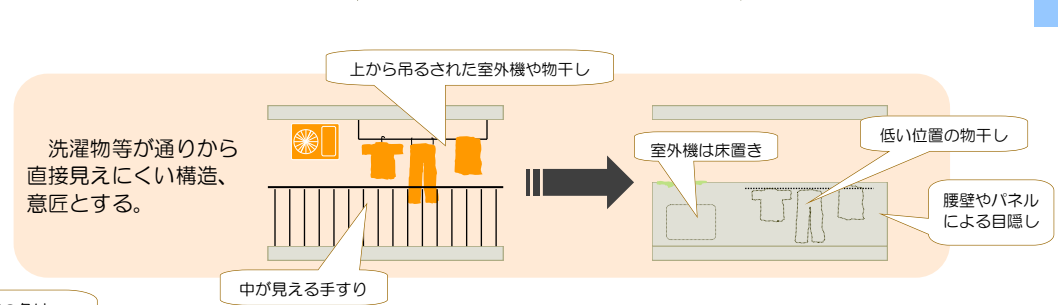 上から吊るされた室外機や物干し
洗濯物等が通りから
直接見えにくい構造、
意匠とする。
室外機は床置き
低い位置の物干し
腰壁やパネル
による目隠し
中が見える手すり